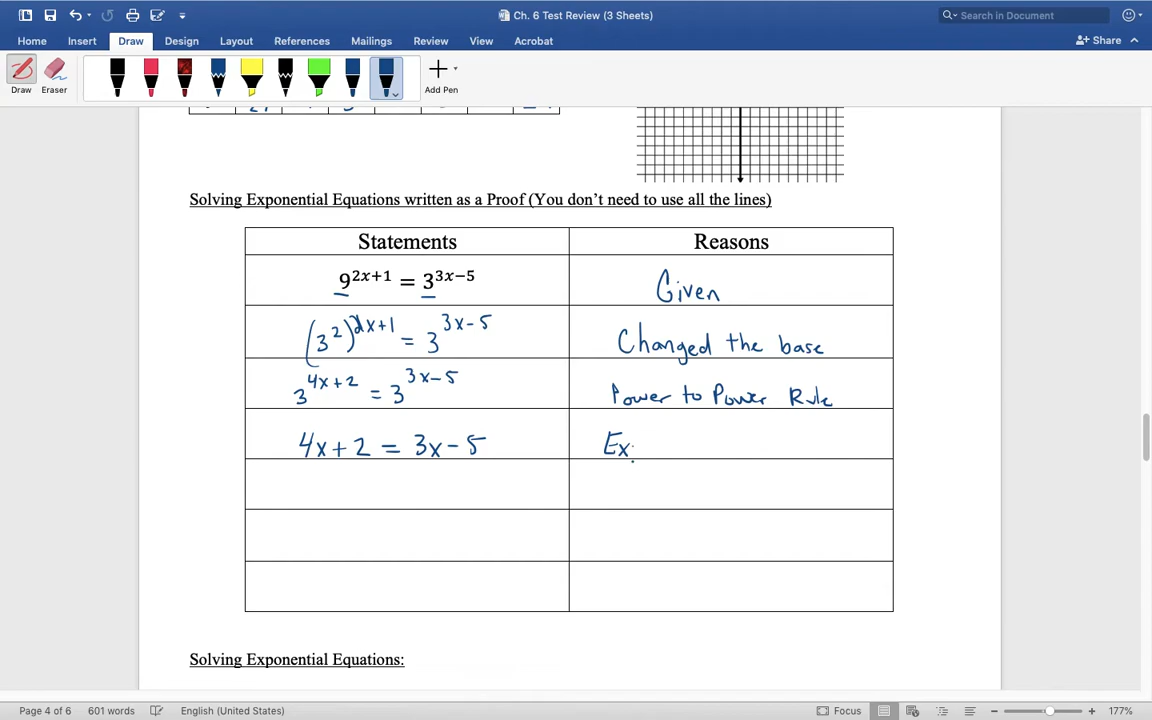 Ch. 6 Test Review (3 Sheets)
Search in Document
Home Insert Draw Design Layout References Mailings Review View Acrobat
Share
Draw Eraser Add Pen
Solving Exponential Equations written as a Proof (You don't need to use all the lines)
Statements Reasons
9^{2x+1} = 3^{3x-5} Given
(3^2)^{2x+1} = 3^{3x-5} Changed the base
3^{4x+2} = 3^{3x-5} Power to Power Rule
4x+2 = 3x-5 Ex
Solving Exponential Equations:
Page 4 of 6 601 words English (United States) Focus 177%